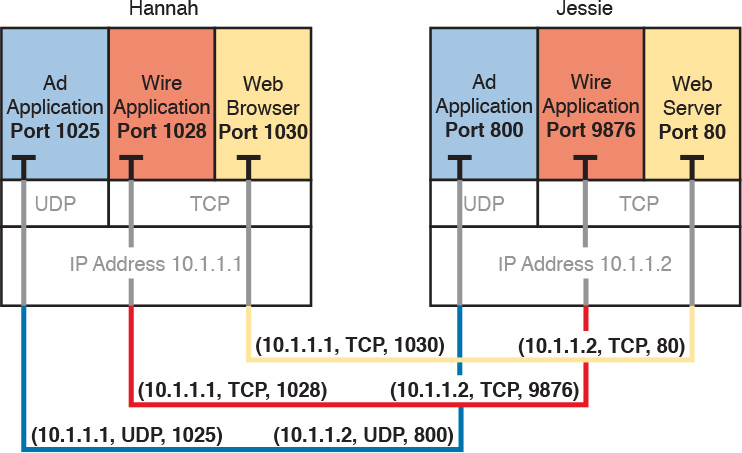 Hannah
Jessie
Ad
Application
Port 1025
Wire
Application
Port 1028
Web
Browser
Port 1030
Ad
Application
Port 800
Wire
Application
Port 9876
Web
Server
Port 80
UDP
TCP
UDP
TCP
IP Address 10.1.1.1
IP Address 10.1.1.2
(10.1.1.1, TCP, 1030)
(10.1.1.2, TCP, 80)
(10.1.1.1, TCP, 1028)
(10.1.1.2, TCP, 9876)
(10.1.1.1, UDP, 1025)
(10.1.1.2, UDP, 800)